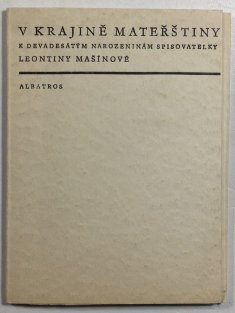 V KRAJINĚ MATEŘŠTINY
K DEVADESÁTÝM NAROZENINÁM SPISOVATELKY
LEONTINY MAŠÍNOVÉ
ALBATROS